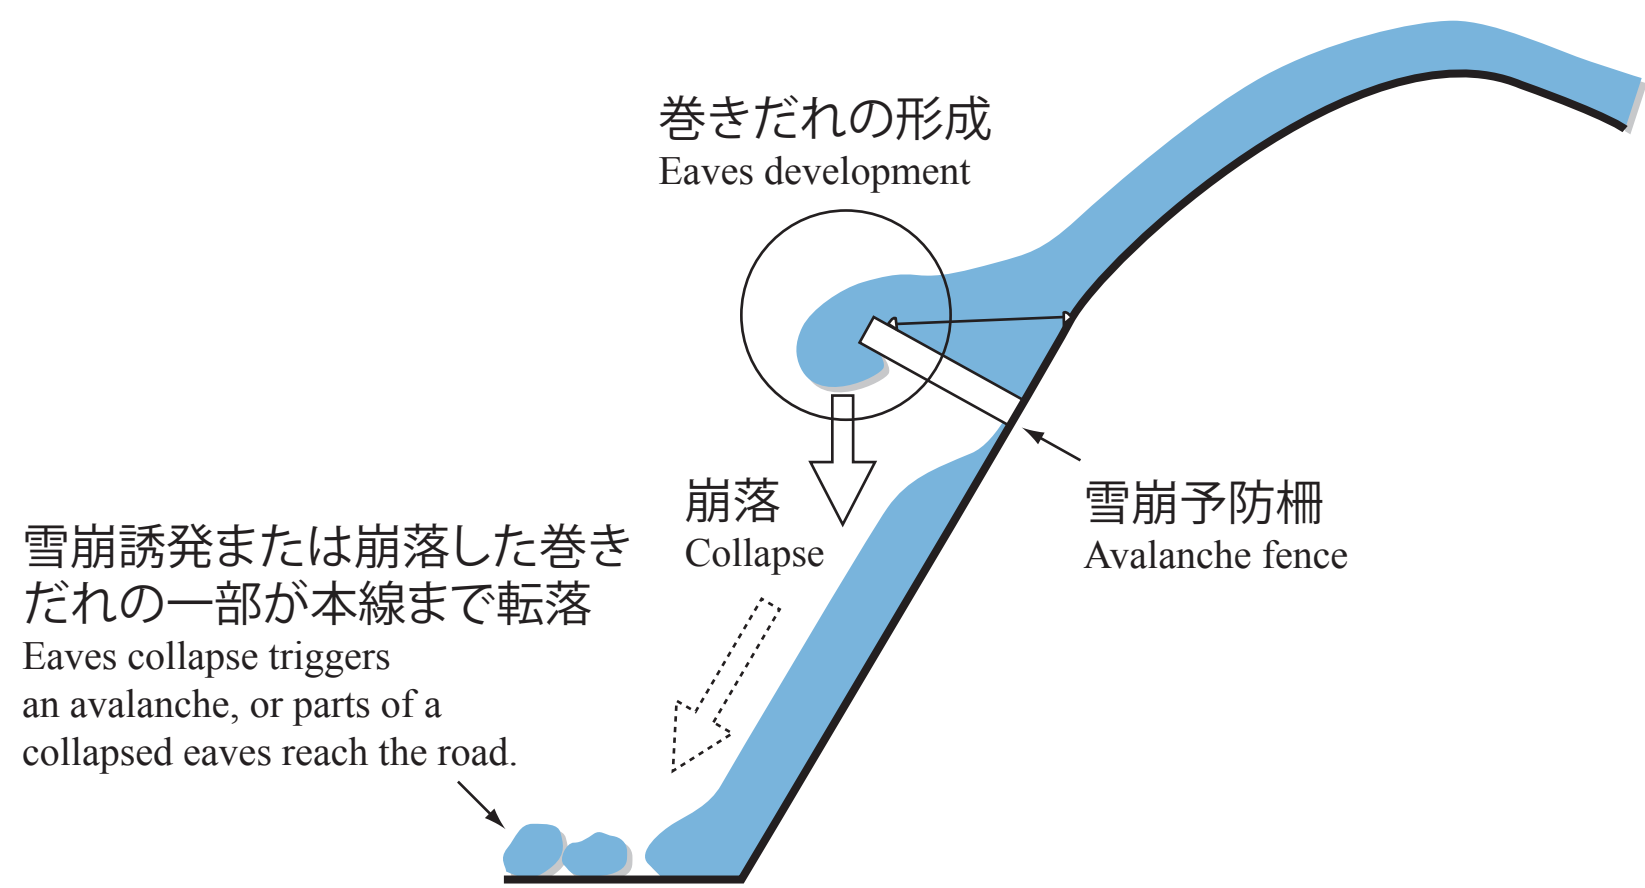 巻きだれの形成
Eaves development
崩落
Collapse
雪崩予防柵
Avalanche fence
雪崩誘発または崩落した巻き
だれの一部が本線まで転落
Eaves collapse triggers
an avalanche, or parts of a
collapsed eaves reach the road.